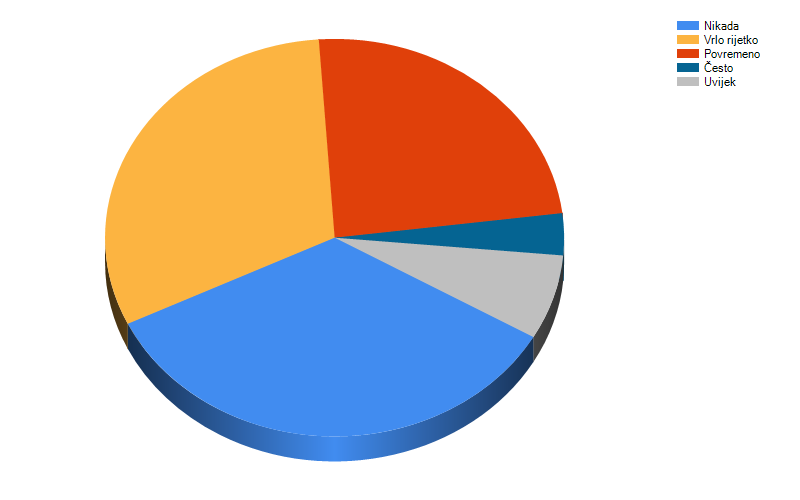 Nikada
Vrlo rijetko
Povremeno
Često
Uvijek